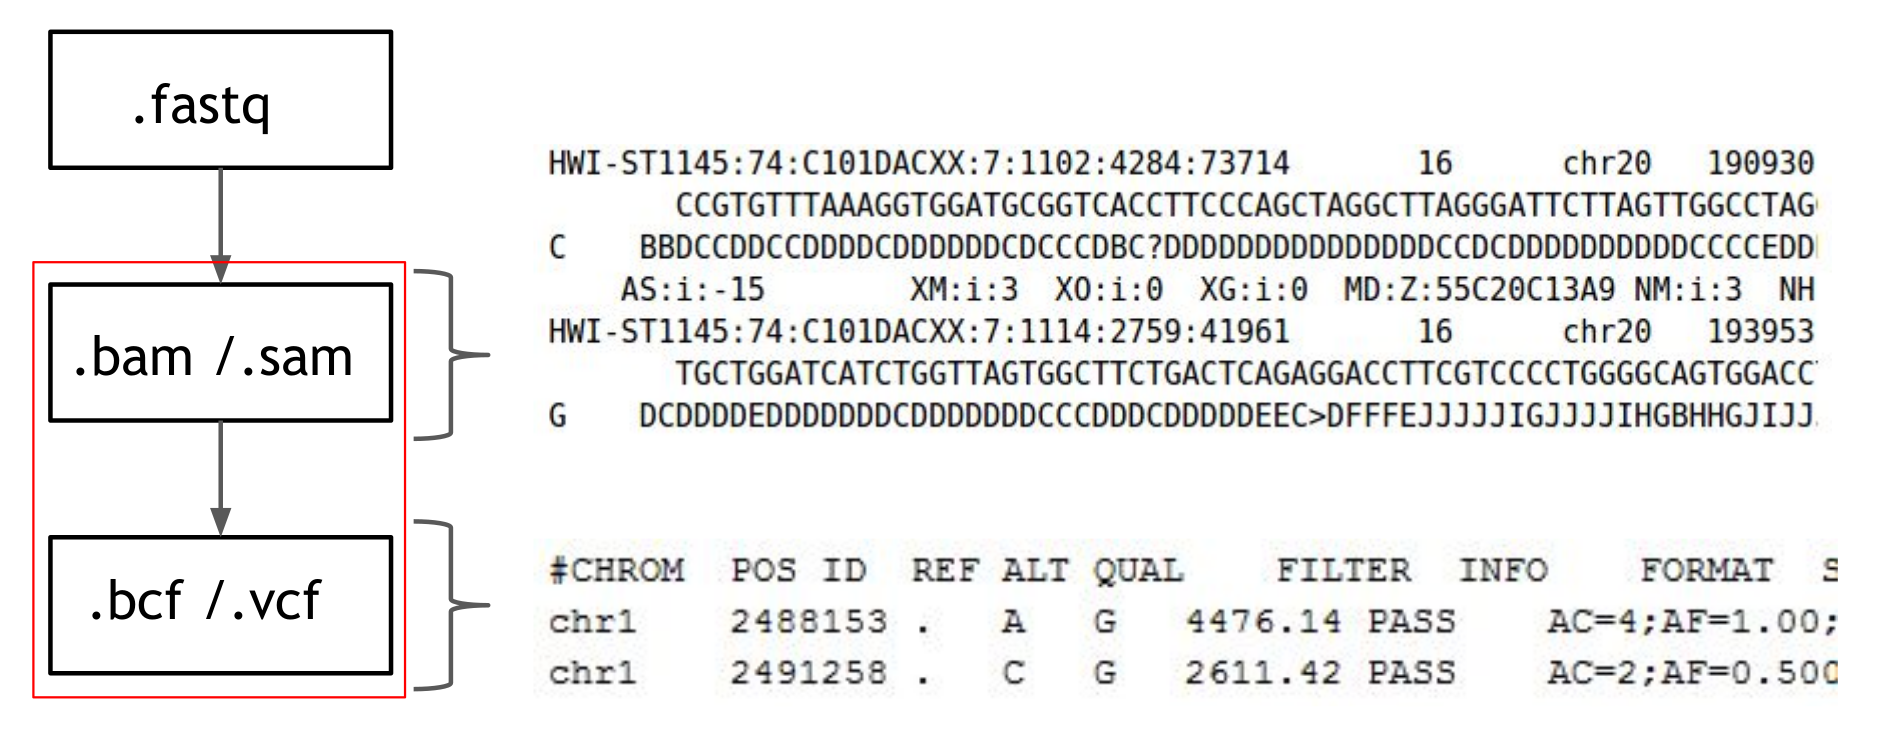 .fastq
.bam /.sam
.bcf /.vcf
HWI-ST1145:74:C101DACXX:7:1102:4284:73714 16 chr20 190930
CCGTGTTTAAAGGTGGATGCGGTCACCTTCCCAGCTAGGCTTAGGGATTCTTAGTTGGCCTAG
C BBDCCDDCCDDDDCDDDDDDCDCCCDBC?DDDDDDDDDDDDDDDCCDCDDDDDDDDDDCCCCEDD
AS:i:-15 XM:i:3 XO:i:0 XG:i:0 MD:Z:55C20C13A9 NM:i:3 NH
HWI-ST1145:74:C101DACXX:7:1114:2759:41961 16 chr20 193953
TGCTGGATCATCTGGTTAGTGGCTTCTGACTCAGAGGACCTTCGTCCCCTGGGGCAGTGGACC
G DCDDDDEDDDDDDDCDDDDDDDCCCDDDCDDDDDEEC>DFFFEJJJJJIGJJJJIHGBHHGJIJJ
#CHROM POS ID REF ALT QUAL FILTER INFO FORMAT S
chr1 2488153 . A G 4476.14 PASS AC=4;AF=1.00;
chr1 2491258 . C G 2611.42 PASS AC=2;AF=0.500